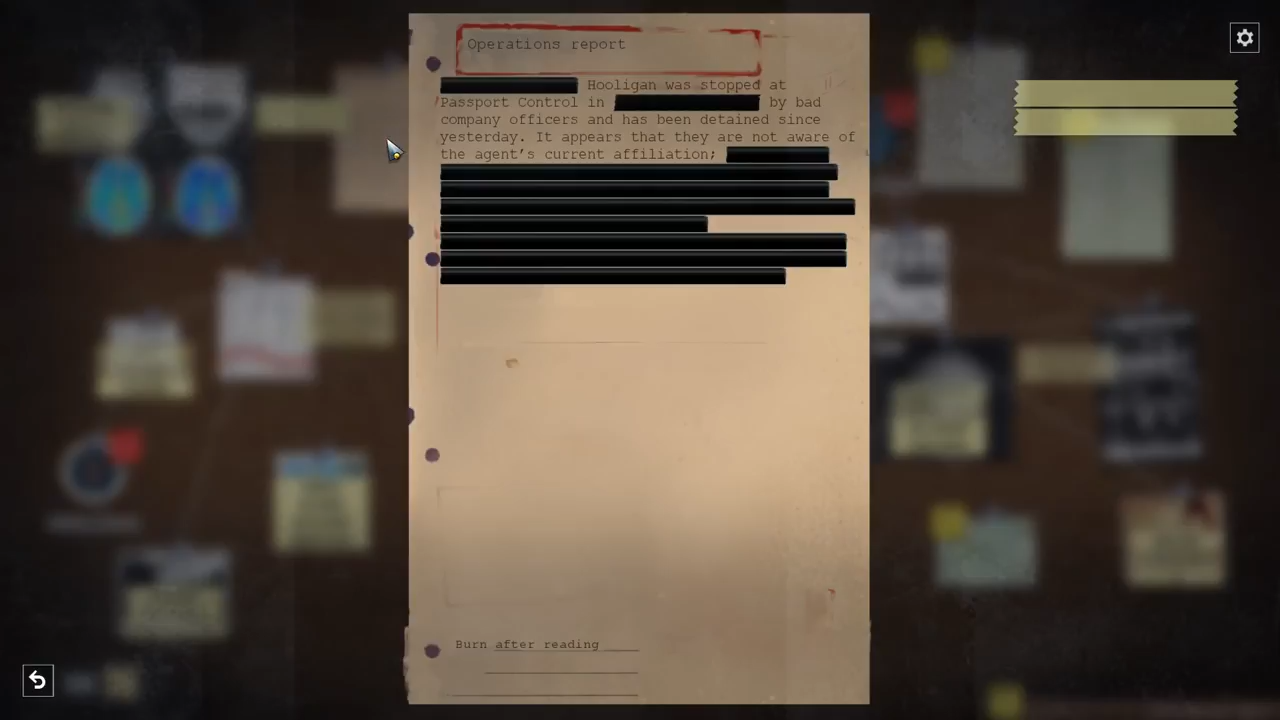 Operations report
Hooligan was stopped at
Passport Control in by bad
company officers and has been detained since
yesterday. It appears that they are not aware of
the agent's current affiliation;
Burn after reading